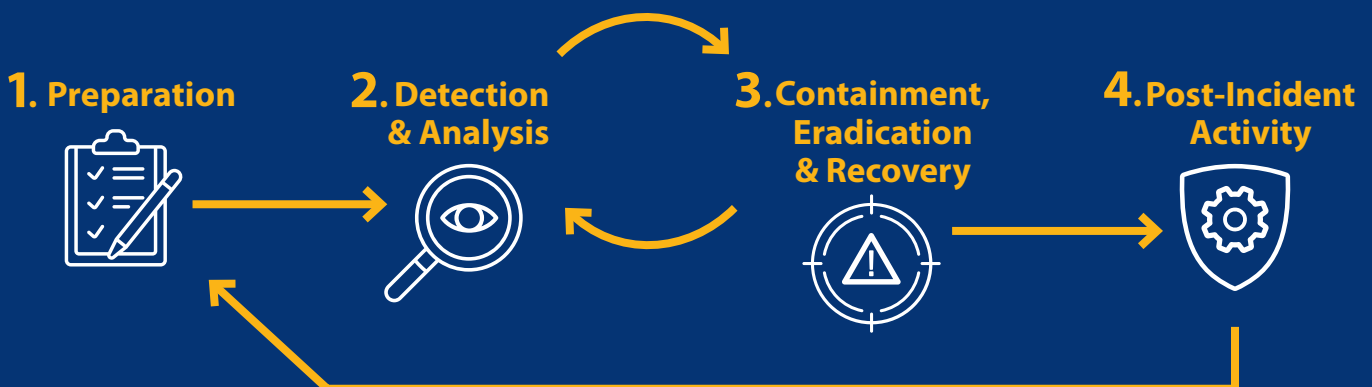 1. Preparation
2. Detection
& Analysis
3. Containment,
Eradication
& Recovery
4. Post-Incident
Activity